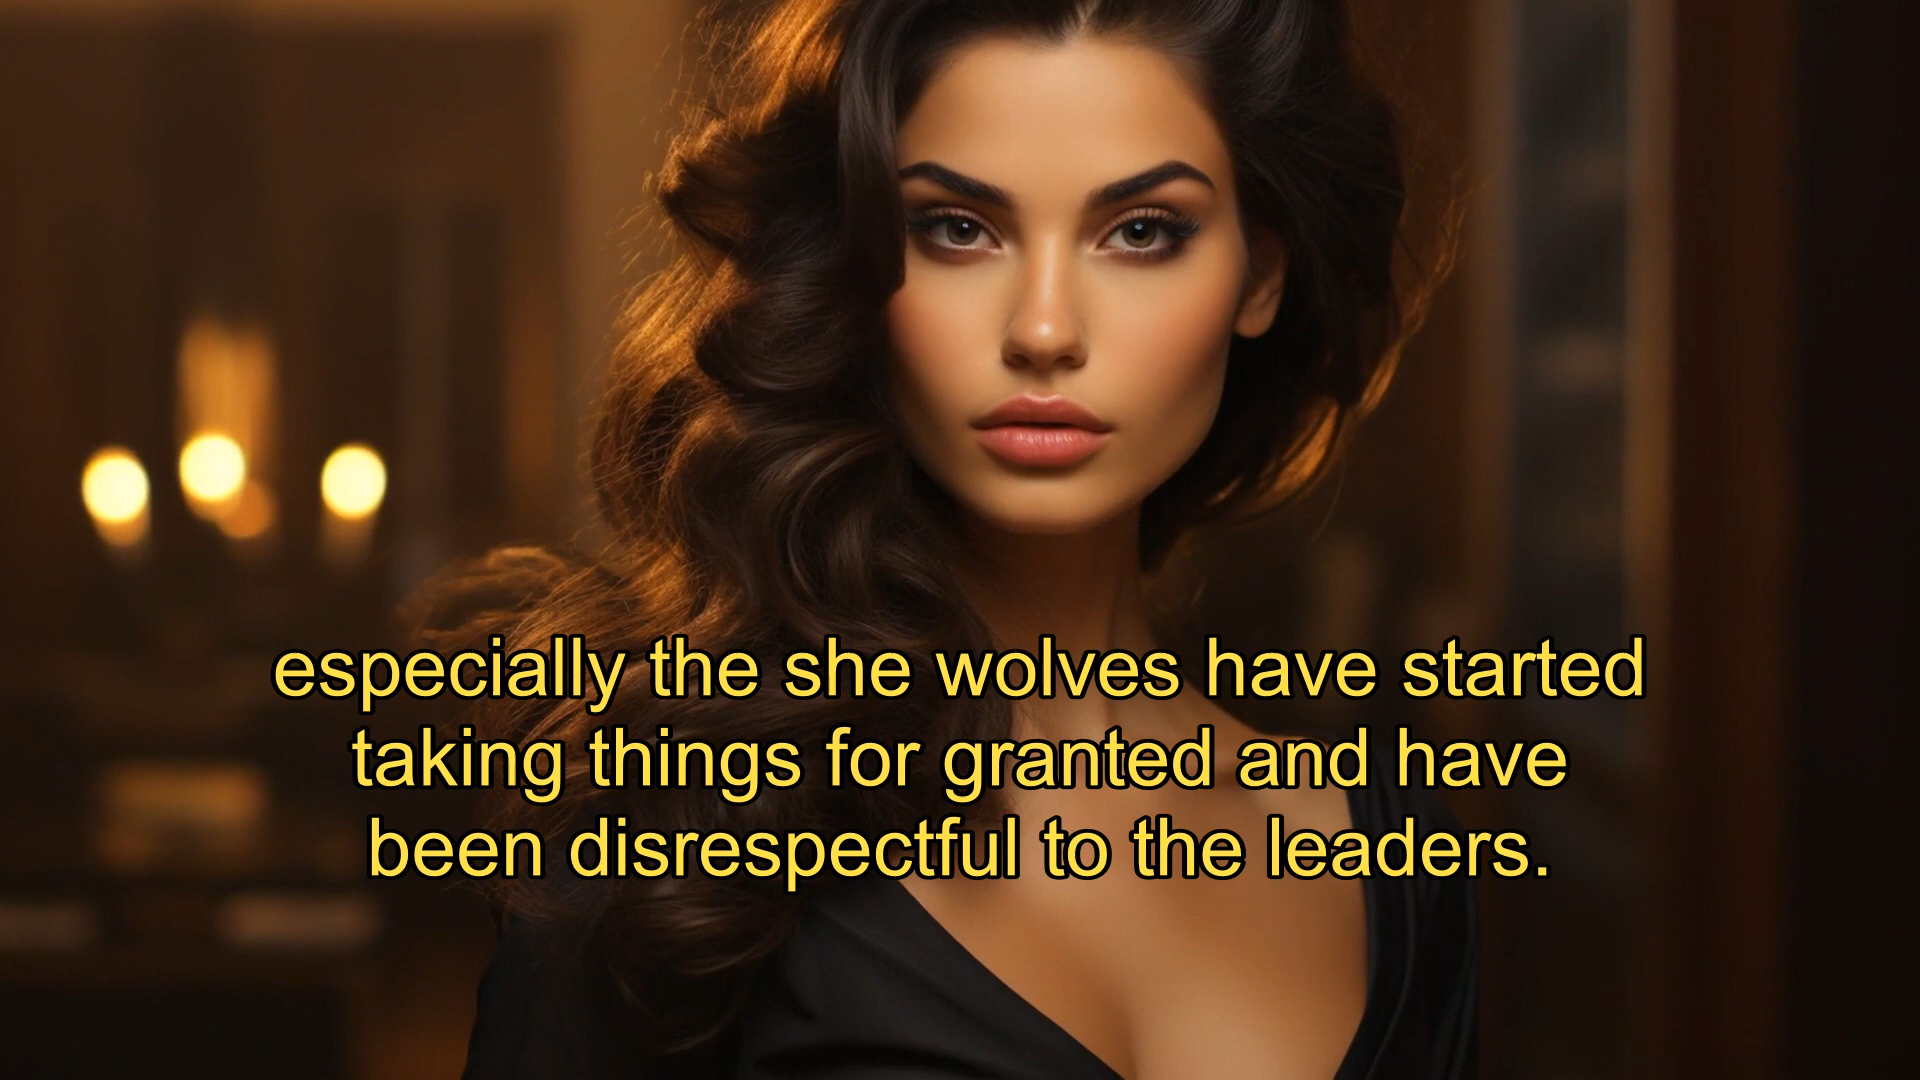 especially the she wolves have started
taking things for granted and have
been disrespectful to the leaders.